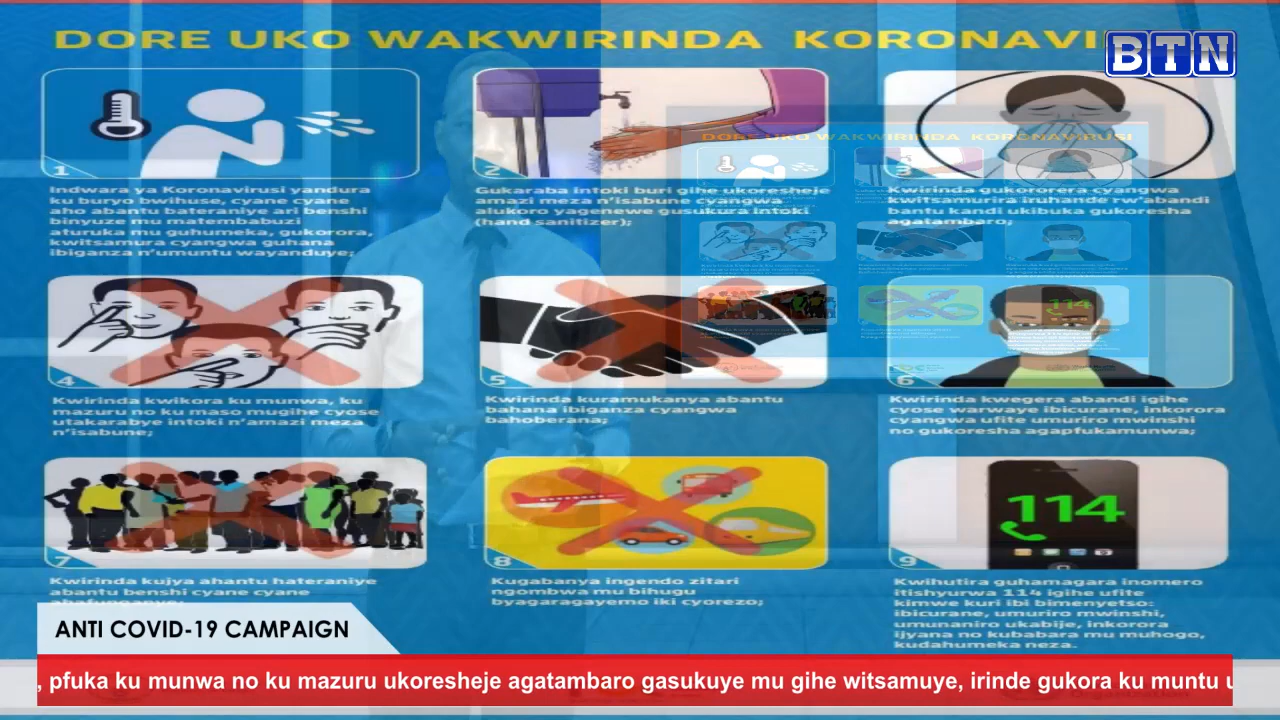 DORE UKO WAKWIRINDA KORONAVI
BTN
1
Indwara ya Koronavirusi yandura
ku buryo bwihuse, cyane cyane
aho abantu bateraniye ari benshi
binyuze mu matembabuzi
aturuka mu guhumeka, gukorora,
kwitsamura cyangwa guhana
ibiganza n'umuntu wayanduye;
2
Gukaraba intoki buri gihe ukoresheje
amazi meza n'isabune cyangwa
alukoro yagenewe gusukura intoki
(hand sanitizer);
3
Kwirinda gukororera cyangwa
kwitsamurira iruhande rw'abandi
bantu kandi ukibuka gukoresha
agatambaro;
4
Kwirinda kwikora ku munwa, ku
mazuru no ku maso mugihe cyose
utakarabye intoki n'amazi meza
n'isabune;
5
Kwirinda kuramukanya abantu
bahana ibiganza cyangwa
bahoberana;
6
Kwirinda kwegera abandi igihe
cyose warwaye ibicurane, inkorora
cyangwa ufite umuriro mwinshi
no gukoresha agapfukamunwa;
7
Kwirinda kujya ahantu hateraniye
abantu benshi cyane cyane
ahafunganye;
8
Kugabanya ingendo zitari
ngombwa mu bihugu
byagaragayemo iki cyorezo;
9
114
Kwihutira guhamagara inomero
itishyurwa 114 igihe ufite
kimwe kuri ibi bimenyetso:
ibicurane, umuriro mwinshi,
umunaniro ukabije, inkorora
ijyana no kubabara mu muhogo,
kudahumeka neza.
DORE UKO WAKWIRINDA KORONAVIRUSI
114
ANTI COVID-19 CAMPAIGN
, pfuka ku munwa no ku mazuru ukoresheje agatambaro gasukuye mu gihe witsamuye, irinde gukora ku muntu u